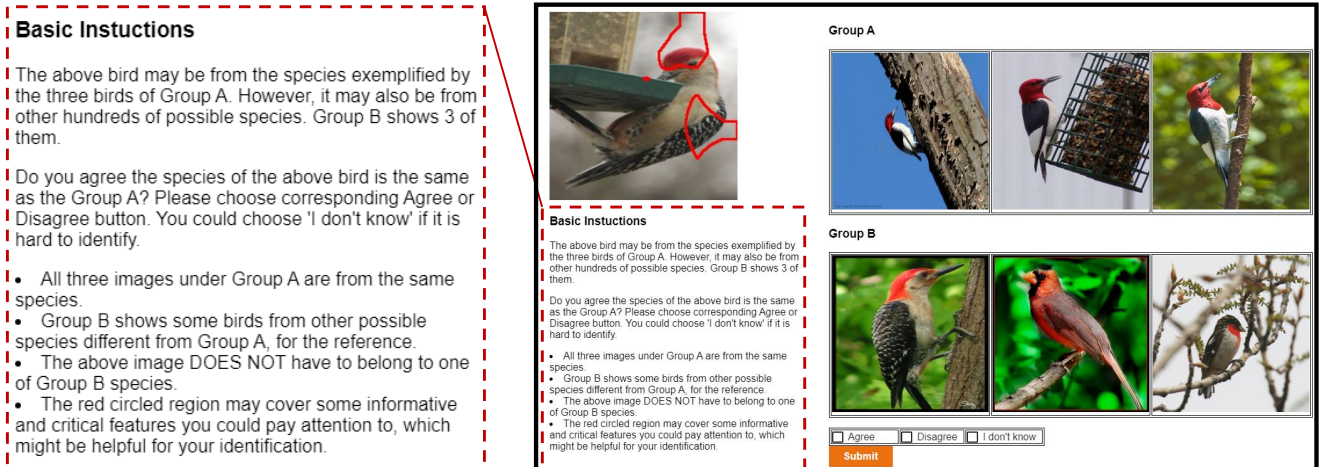 Basic Instuctions
The above bird may be from the species exemplified by
the three birds of Group A. However, it may also be from
other hundreds of possible species. Group B shows 3 of
them.
Do you agree the species of the above bird is the same
as the Group A? Please choose corresponding Agree or
Disagree button. You could choose 'I don't know' if it is
hard to identify.
• All three images under Group A are from the same
species.
• Group B shows some birds from other possible
species different from Group A, for the reference.
• The above image DOES NOT have to belong to one
of Group B species.
• The red circled region may cover some informative
and critical features you could pay attention to, which
might be helpful for your identification.
Basic Instuctions
The above bird may be from the species exemplified by
the three birds of Group A. However, it may also be from
other hundreds of possible species. Group B shows 3 of
them.
Do you agree the species of the above bird is the same
as the Group A? Please choose corresponding Agree or
Disagree button. You could choose 'I don't know' if it is
hard to identify.
• All three images under Group A are from the same
species.
• Group B shows some birds from other possible
species different from Group A, for the reference.
• The above image DOES NOT have to belong to one
of Group B species.
• The red circled region may cover some informative
and critical features you could pay attention to, which
might be helpful for your identification.
Group A
Group B
Agree Disagree I don't know
Submit